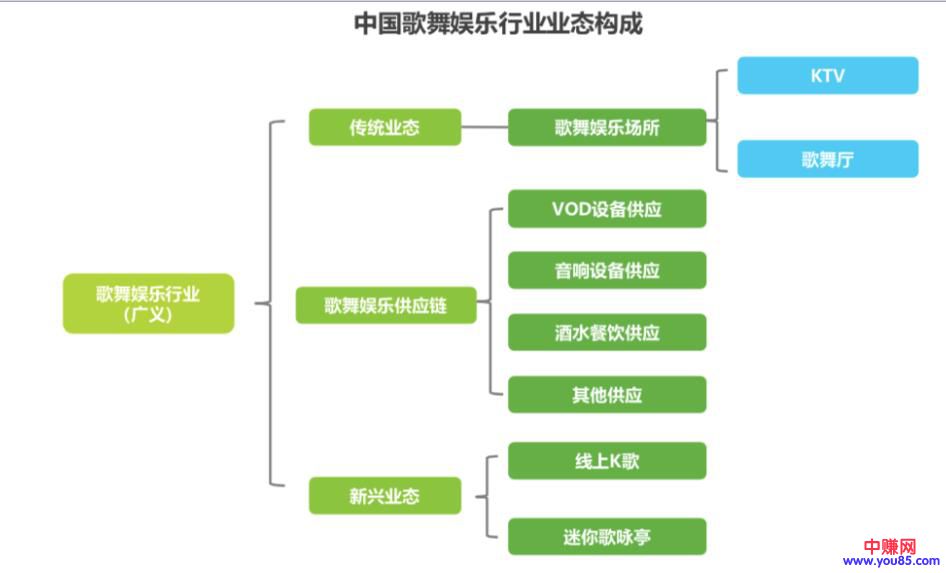 中国歌舞娱乐行业业态构成
KTV
传统业态
歌舞娱乐场所
歌舞厅
VOD设备供应
音响设备供应
歌舞娱乐行业
（广义）
歌舞娱乐供应链
酒水餐饮供应
其他供应
线上K歌
新兴业态
迷你歌咏亭
中赚网
www.you85.com